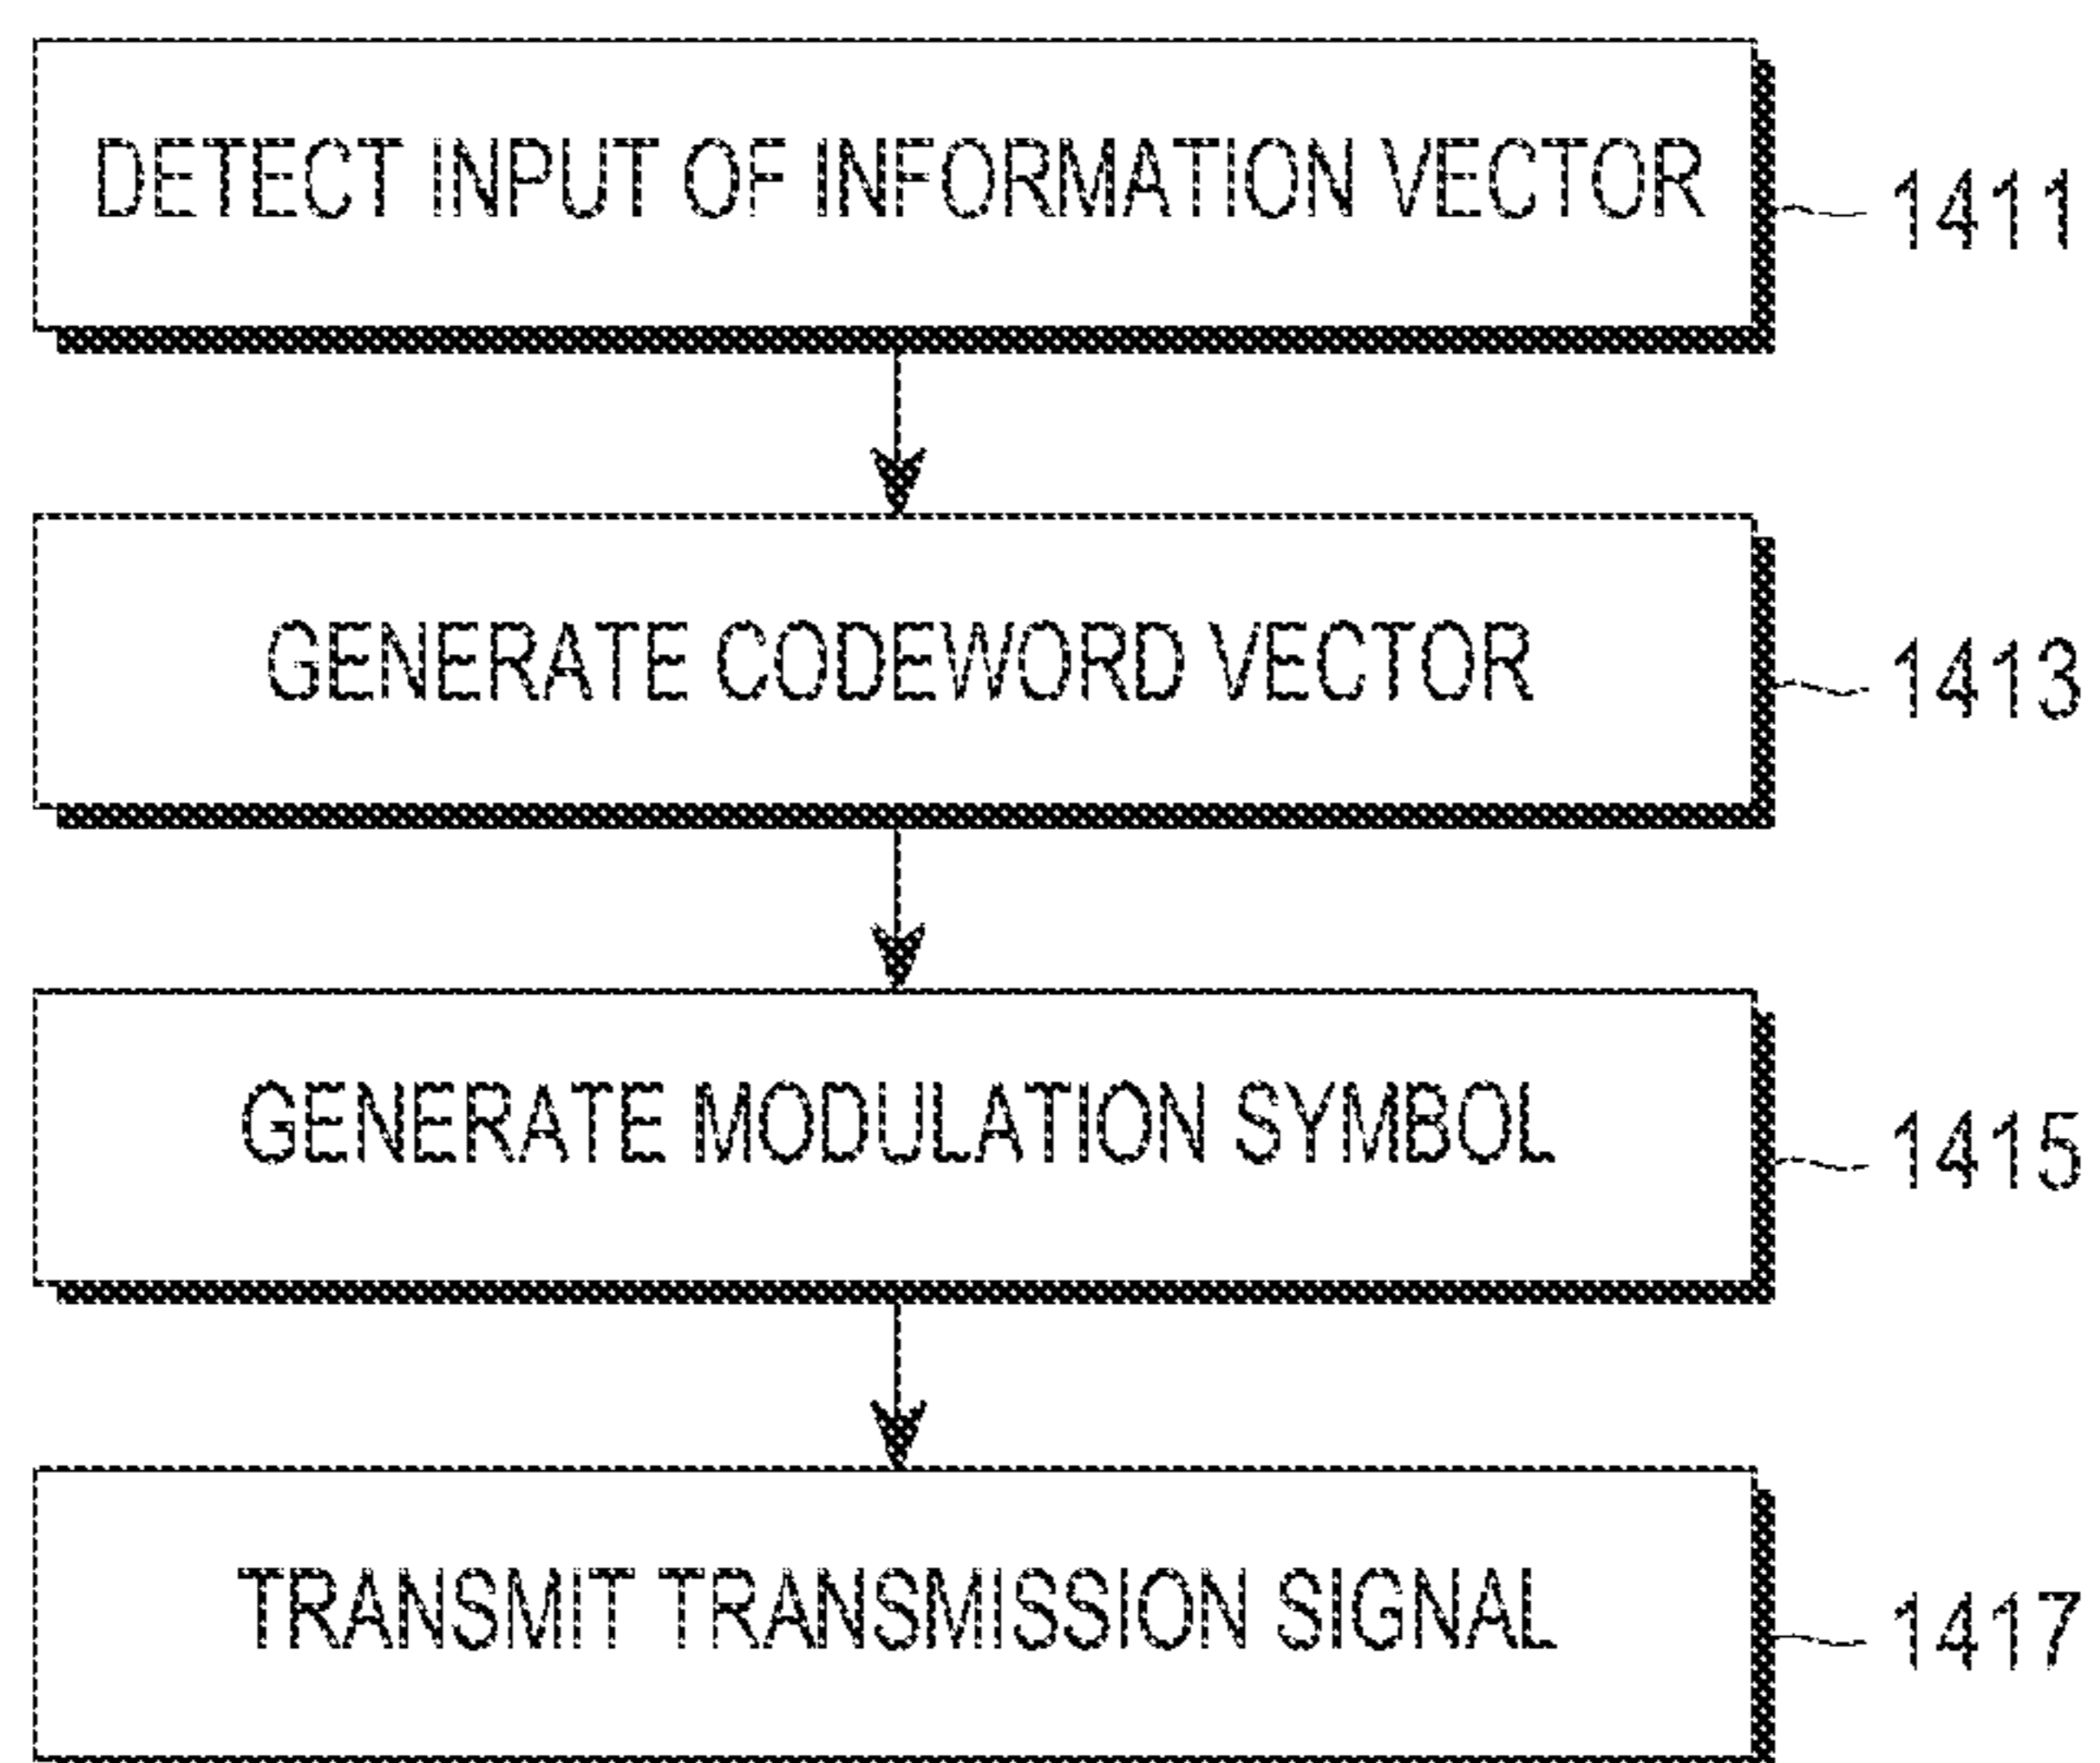 DETECT INPUT OF INFORMATION VECTOR
1411
GENERATE CODEWORD VECTOR
1413
GENERATE MODULATION SYMBOL
1415
TRANSMIT TRANSMISSION SIGNAL
1417